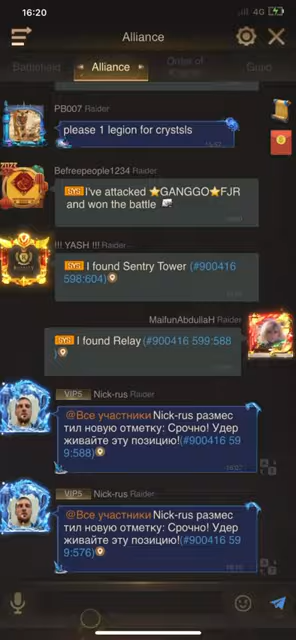 16:20
4G
Alliance
Battlefield
Alliance
Order of
Group
PB007 Raider
please 1 legion for crystsls
Befreepeople1234 Raider
SYS I've attacked ⭐GANGGO⭐FJR
and won the battle
!!! YASH !!! Raider
SYS I found Sentry Tower (#900416
598:604)
MaifunAbdullaH Raider
SYS I found Relay (#900416 599:588
)
VIP5 Nick-rus Raider
@Все участники Nick-rus размес
тил новую отметку: Срочно! Удер
живайте эту позицию!(#900416 59
9:588)
VIP5 Nick-rus Raider
@Все участники Nick-rus размес
тил новую отметку: Срочно! Удер
живайте эту позицию!(#900416 59
9:576)